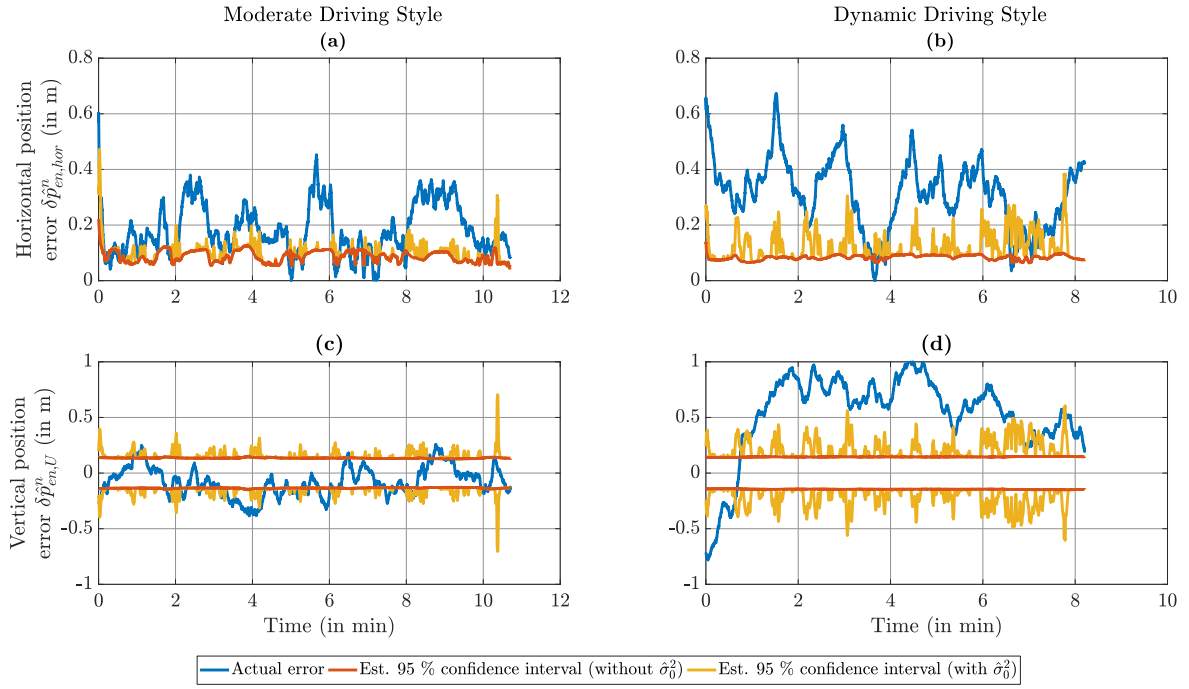 Moderate Driving Style
Dynamic Driving Style
(a)
(b)
Horizontal position
error δp̂ⁿ_{en,hor} (in m)
0.8
0.6
0.4
0.2
0
0 2 4 6 8 10 12
0.8
0.6
0.4
0.2
0
0 2 4 6 8 10
(c)
(d)
Vertical position
error δp̂ⁿ_{en,U} (in m)
1
0.5
0
-0.5
-1
0 2 4 6 8 10 12
Time (in min)
1
0.5
0
-0.5
-1
0 2 4 6 8 10
Time (in min)
Actual error Est. 95 % confidence interval (without σ̂₀²) Est. 95 % confidence interval (with σ̂₀²)